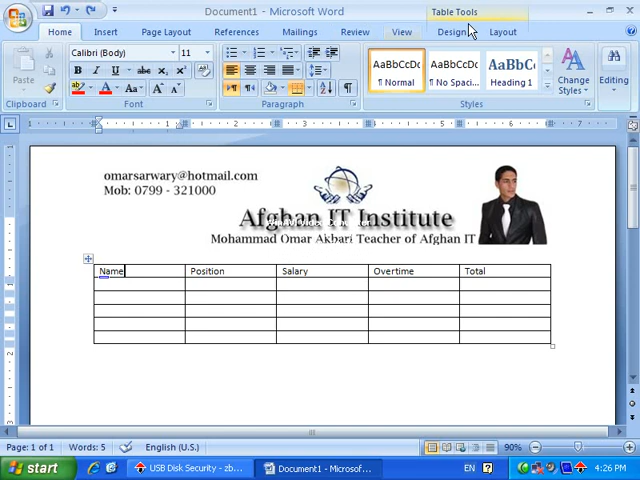 Document1 - Microsoft Word
Table Tools
Home
Insert
Page Layout
References
Mailings
Review
View
Design
Layout
Calibri (Body)
11
AaBbCcDc
AaBbCcDc
AaBbCc
¶ Normal
¶ No Spaci...
Heading 1
Change
Styles
Editing
Paste
Clipboard
Font
Paragraph
Styles
omarsarwary@hotmail.com
Mob: 0799 - 321000
Afghan IT Institute
Mohammad Omar Akbari Teacher of Afghan IT
Name
Position
Salary
Overtime
Total
Page: 1 of 1
Words: 5
English (U.S.)
90%
start
USB Disk Security - zb...
Document1 - Microsof...
EN
4:26 PM